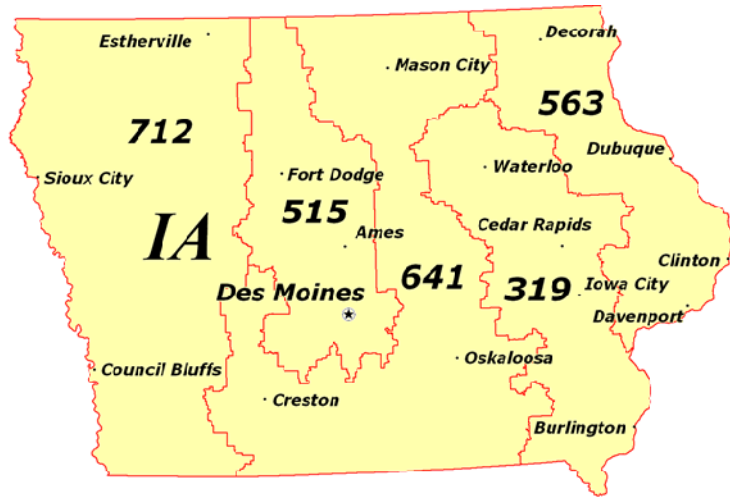 Estherville
Decorah
Mason City
563
712
Dubuque
Waterloo
Fort Dodge
Sioux City
515
Cedar Rapids
Ames
IA
Clinton
641
319
Iowa City
Des Moines
Davenport
Oskaloosa
Council Bluffs
Creston
Burlington